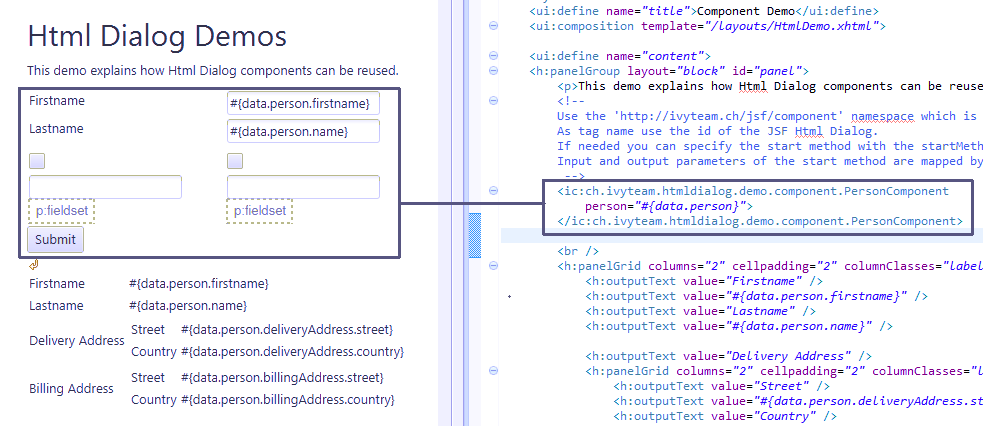 Html Dialog Demos
This demo explains how Html Dialog components can be reused.
Firstname #{data.person.firstname}
Lastname #{data.person.name}
p:fieldset p:fieldset
Submit
Firstname #{data.person.firstname}
Lastname #{data.person.name}
Delivery Address Street #{data.person.deliveryAddress.street}
Country #{data.person.deliveryAddress.country}
Billing Address Street #{data.person.billingAddress.street}
Country #{data.person.billingAddress.country}
<ui:define name="title">Component Demo</ui:define>
<ui:composition template="/layouts/HtmlDemo.xhtml">
<ui:define name="content">
<h:panelGroup layout="block" id="panel">
<p>This demo explains how Html Dialog components can be reuse
<!--
Use the 'http://ivyteam.ch/jsf/component' namespace which is
As tag name use the id of the JSF Html Dialog.
If needed you can specify the start method with the startMeth
Input and output parameters of the start method are mapped by
-->
<ic:ch.ivyteam.htmldialog.demo.component.PersonComponent
person="#{data.person}">
</ic:ch.ivyteam.htmldialog.demo.component.PersonComponent>
<br />
<h:panelGrid columns="2" cellpadding="2" columnClasses="label
<h:outputText value="Firstname" />
<h:outputText value="#{data.person.firstname}" />
<h:outputText value="Lastname" />
<h:outputText value="#{data.person.name}" />
<h:outputText value="Delivery Address" />
<h:panelGrid columns="2" cellpadding="2" columnClasses="l
<h:outputText value="Street" />
<h:outputText value="#{data.person.deliveryAddress.st
<h:outputText value="Country" />